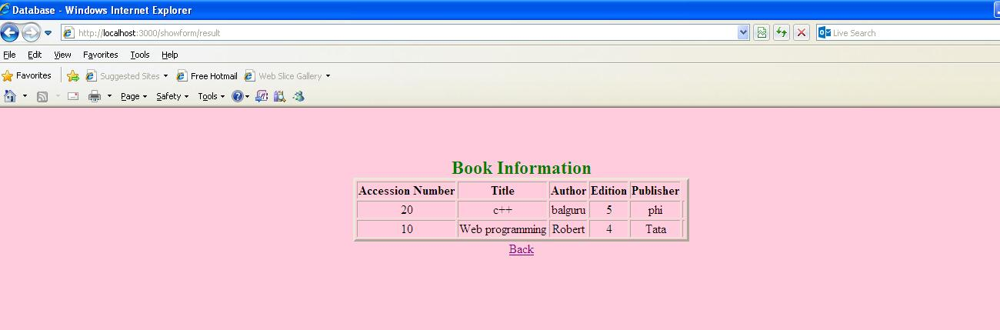 Database - Windows Internet Explorer
http://localhost:3000/showform/result Live Search
File Edit View Favorites Tools Help
Favorites Suggested Sites Free Hotmail Web Slice Gallery
Page Safety Tools
Book Information
Accession Number Title Author Edition Publisher
20 c++ balguru 5 phi
10 Web programming Robert 4 Tata
Back